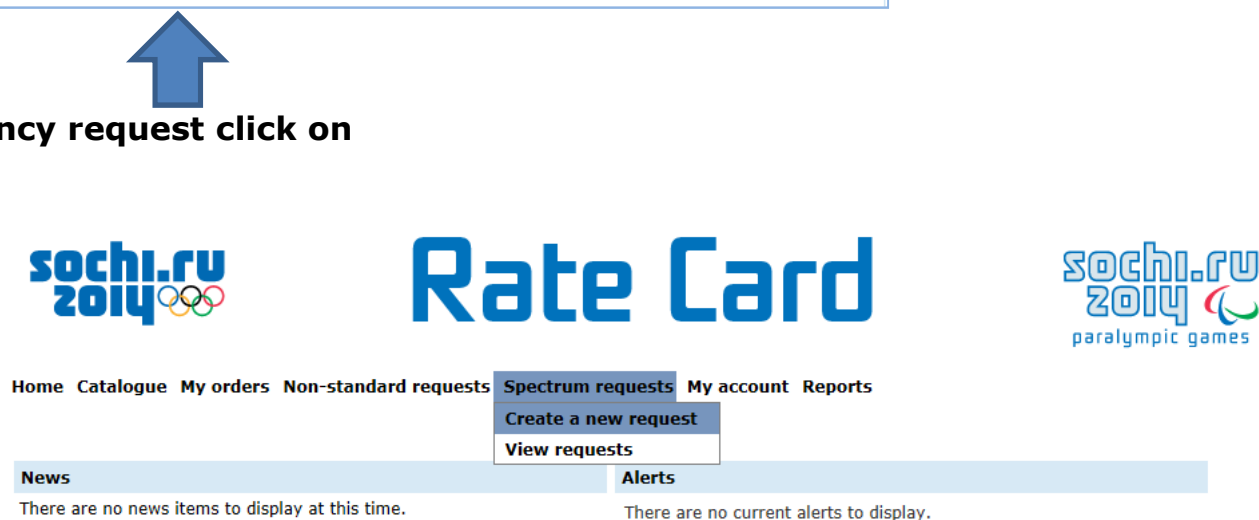 ncy request click on
sochi.ru
2014
Rate Card
sochi.ru
2014
paralympic games
Home Catalogue My orders Non-standard requests Spectrum requests My account Reports
Create a new request
View requests
News Alerts
There are no news items to display at this time. There are no current alerts to display.